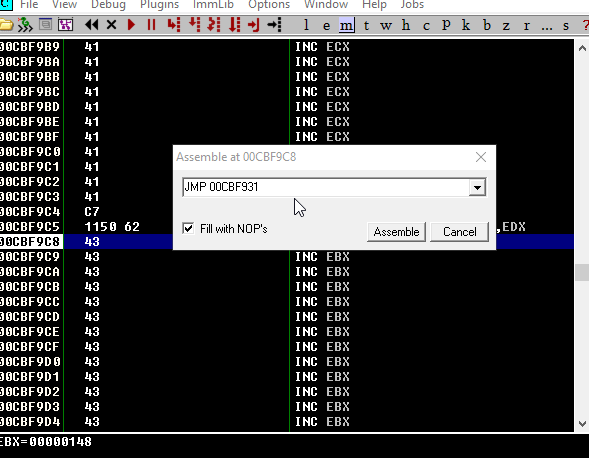 C File View Debug Plugins ImmLib Options Window Help Jobs
l e m t w h c P k b z r ... s ?
00CBF9B9 41 INC ECX
00CBF9BA 41 INC ECX
00CBF9BB 41 INC ECX
00CBF9BC 41 INC ECX
00CBF9BD 41 INC ECX
00CBF9BE 41 INC ECX
00CBF9BF 41 INC ECX
00CBF9C0 41
00CBF9C1 41
00CBF9C2 41
00CBF9C3 41
00CBF9C4 C7
00CBF9C5 1150 62 ,EDX
00CBF9C8 43
00CBF9C9 43 INC EBX
00CBF9CA 43 INC EBX
00CBF9CB 43 INC EBX
00CBF9CC 43 INC EBX
00CBF9CD 43 INC EBX
00CBF9CE 43 INC EBX
00CBF9CF 43 INC EBX
00CBF9D0 43 INC EBX
00CBF9D1 43 INC EBX
00CBF9D2 43 INC EBX
00CBF9D3 43 INC EBX
00CBF9D4 43 INC EBX
Assemble at 00CBF9C8
JMP 00CBF931
Fill with NOP's
Assemble Cancel
EBX=00000148